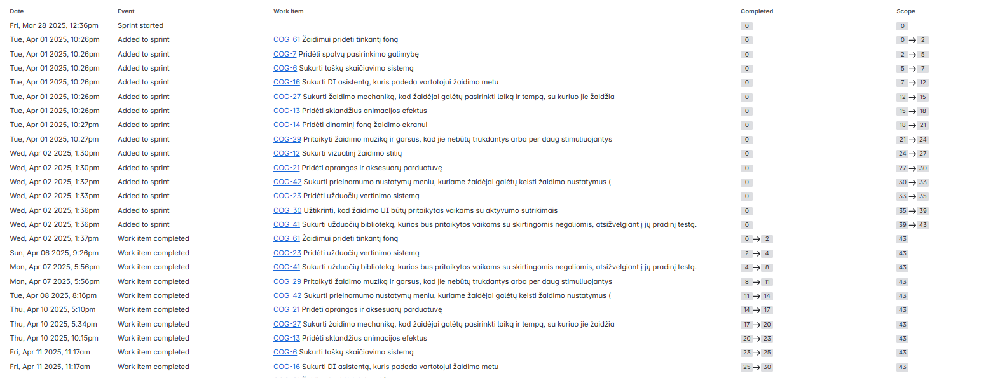 Date Event Work item Completed Scope
Fri, Mar 28 2025, 12:36pm Sprint started 0 0
Tue, Apr 01 2025, 10:26pm Added to sprint COG-61 Žaidimui pridėti tinkantį foną 0 0 → 2
Tue, Apr 01 2025, 10:26pm Added to sprint COG-7 Pridėti spalvų pasirinkimo galimybę 0 2 → 5
Tue, Apr 01 2025, 10:26pm Added to sprint COG-6 Sukurti taškų skaičiavimo sistemą 0 5 → 7
Tue, Apr 01 2025, 10:26pm Added to sprint COG-16 Sukurti DI asistentą, kuris padeda vartotojui žaidimo metu 0 7 → 12
Tue, Apr 01 2025, 10:26pm Added to sprint COG-27 Sukurti žaidimo mechaniką, kad žaidėjai galėtų pasirinkti laiką ir tempą, su kuriuo jie žaidžia 0 12 → 15
Tue, Apr 01 2025, 10:26pm Added to sprint COG-13 Pridėti sklandžius animacijos efektus 0 15 → 18
Tue, Apr 01 2025, 10:27pm Added to sprint COG-14 Pridėti dinaminį foną žaidimo ekranui 0 18 → 21
Tue, Apr 01 2025, 10:27pm Added to sprint COG-29 Pritaikyti žaidimo muziką ir garsus, kad jie nebūtų trukdantys arba per daug stimuliuojantys 0 21 → 24
Wed, Apr 02 2025, 1:30pm Added to sprint COG-12 Sukurti vizualinį žaidimo stilių 0 24 → 27
Wed, Apr 02 2025, 1:30pm Added to sprint COG-21 Pridėti aprangos ir aksesuarų parduotuvę 0 27 → 30
Wed, Apr 02 2025, 1:32pm Added to sprint COG-42 Sukurti prieinamumo nustatymų meniu, kuriame žaidėjai galėtų keisti žaidimo nustatymus ( 0 30 → 33
Wed, Apr 02 2025, 1:33pm Added to sprint COG-23 Pridėti užduočių vertinimo sistemą 0 33 → 35
Wed, Apr 02 2025, 1:36pm Added to sprint COG-30 Užtikrinti, kad žaidimo UI būtų pritaikytas vaikams su aktyvumo sutrikimais 0 35 → 39
Wed, Apr 02 2025, 1:36pm Added to sprint COG-41 Sukurti užduočių biblioteką, kurios bus pritaikytos vaikams su skirtingomis negaliomis, atsižvelgiant į jų pradinį testą. 0 39 → 43
Wed, Apr 02 2025, 1:37pm Work item completed COG-61 Žaidimui pridėti tinkantį foną 0 → 2 43
Sun, Apr 06 2025, 9:26pm Work item completed COG-23 Pridėti užduočių vertinimo sistemą 2 → 4 43
Mon, Apr 07 2025, 5:56pm Work item completed COG-41 Sukurti užduočių biblioteką, kurios bus pritaikytos vaikams su skirtingomis negaliomis, atsižvelgiant į jų pradinį testą. 4 → 8 43
Mon, Apr 07 2025, 5:56pm Work item completed COG-29 Pritaikyti žaidimo muziką ir garsus, kad jie nebūtų trukdantys arba per daug stimuliuojantys 8 → 11 43
Tue, Apr 08 2025, 8:16pm Work item completed COG-42 Sukurti prieinamumo nustatymų meniu, kuriame žaidėjai galėtų keisti žaidimo nustatymus ( 11 → 14 43
Thu, Apr 10 2025, 5:10pm Work item completed COG-21 Pridėti aprangos ir aksesuarų parduotuvę 14 → 17 43
Thu, Apr 10 2025, 5:34pm Work item completed COG-27 Sukurti žaidimo mechaniką, kad žaidėjai galėtų pasirinkti laiką ir tempą, su kuriuo jie žaidžia 17 → 20 43
Thu, Apr 10 2025, 10:15pm Work item completed COG-13 Pridėti sklandžius animacijos efektus 20 → 23 43
Fri, Apr 11 2025, 11:17am Work item completed COG-6 Sukurti taškų skaičiavimo sistemą 23 → 25 43
Fri, Apr 11 2025, 11:17am Work item completed COG-16 Sukurti DI asistentą, kuris padeda vartotojui žaidimo metu 25 → 30 43